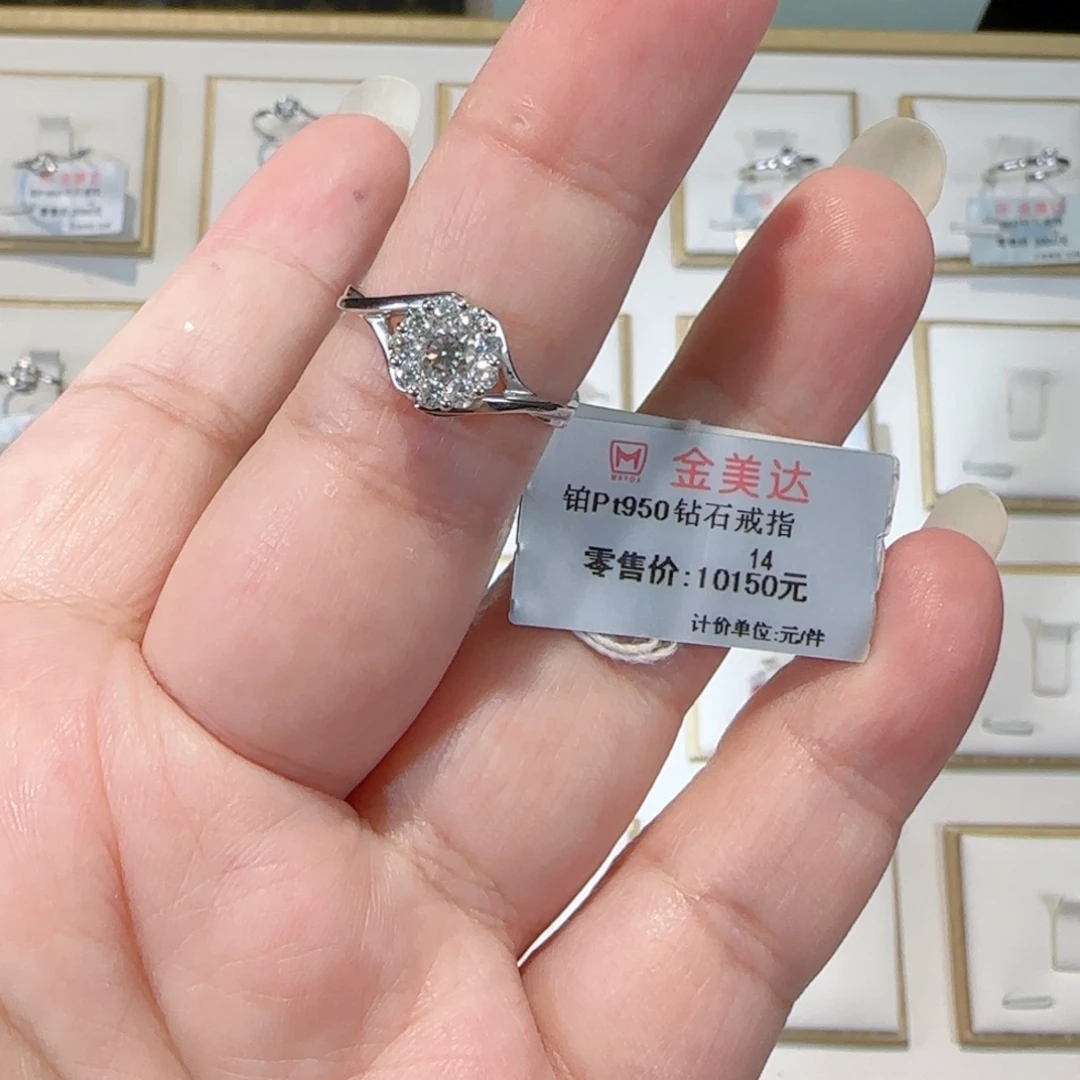 金美达
铂Pt950钻石戒指
14
零售价:10150元
计价单位:元/件